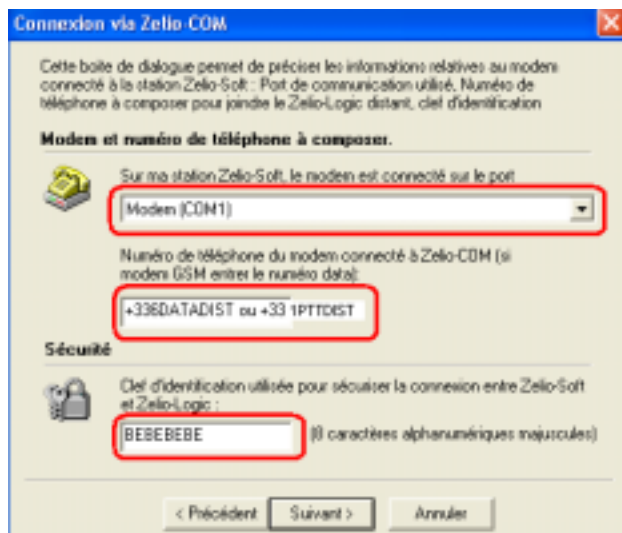 Connexion via Zelio-COM
Cette boite de dialogue permet de préciser les informations relatives au modem
connecté à la station Zelio-Soft : Port de communication utilisé, Numéro de
téléphone à composer pour joindre le Zelio-Logic distant, clef d'identification
Modem et numéro de téléphone à composer.
Sur ma station Zelio-Soft, le modem est connecté sur le port
Modem (COM1)
Numéro de téléphone du modem connecté à Zelio-COM (si
modem GSM entrer le numéro data):
+336DATADIST ou +33 1PTTDIST
Sécurité
Clef d'identification utilisée pour sécuriser la connexion entre Zelio-Soft
et Zelio-Logic :
BEBEBEBE (8 caractères alphanumériques majuscules)
< Précédent Suivant > Annuler